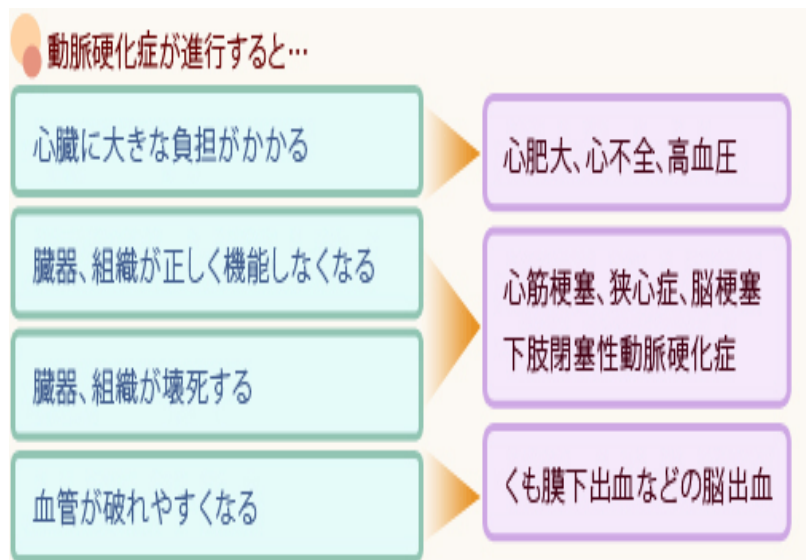 動脈硬化症が進行すると…
心臓に大きな負担がかかる
心肥大、心不全、高血圧
臓器、組織が正しく機能しなくなる
臓器、組織が壊死する
心筋梗塞、狭心症、脳梗塞
下肢閉塞性動脈硬化症
血管が破れやすくなる
くも膜下出血などの脳出血